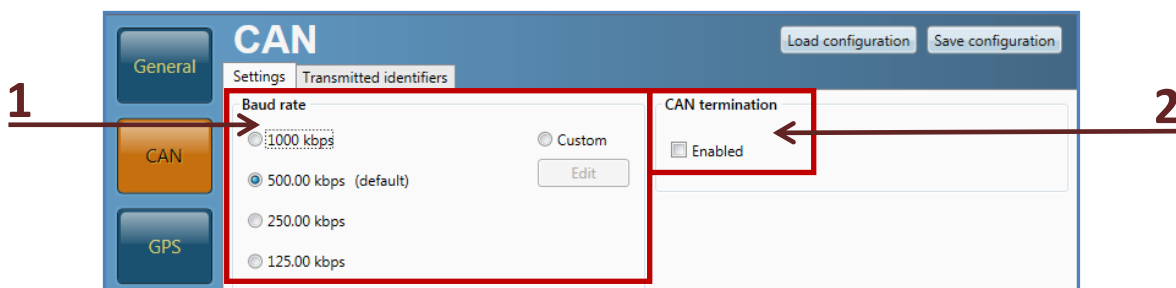 CAN
Load configuration Save configuration
General
Settings Transmitted identifiers
1
Baud rate
CAN termination
2
1000 kbps Custom
CAN
Enabled
500.00 kbps (default) Edit
250.00 kbps
GPS
125.00 kbps